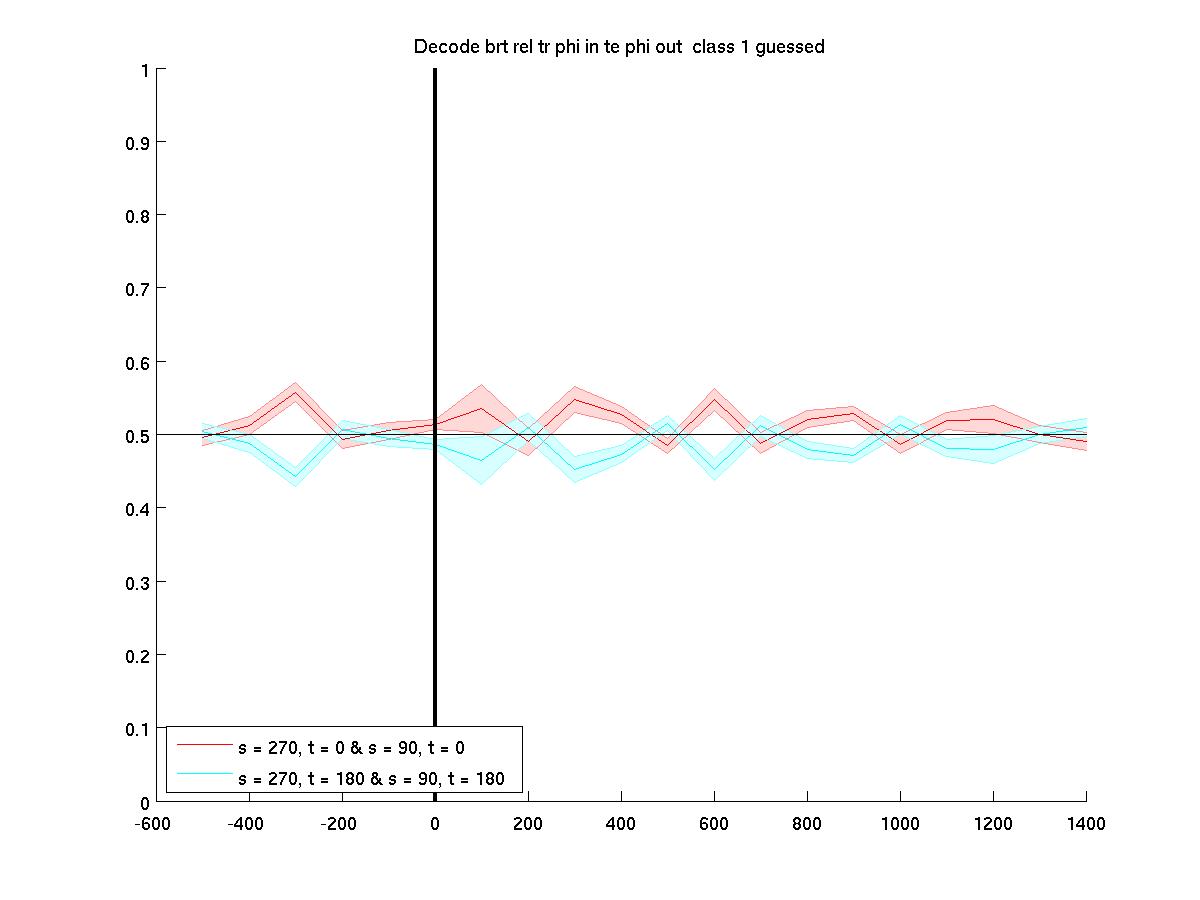 Decode brt rel tr phi in te phi out  class 1 guessed
1
0.9
0.8
0.7
0.6
0.5
0.4
0.3
0.2
0.1
0
s = 270, t = 0 & s = 90, t = 0
s = 270, t = 180 & s = 90, t = 180
-600 -400 -200 0 200 400 600 800 1000 1200 1400